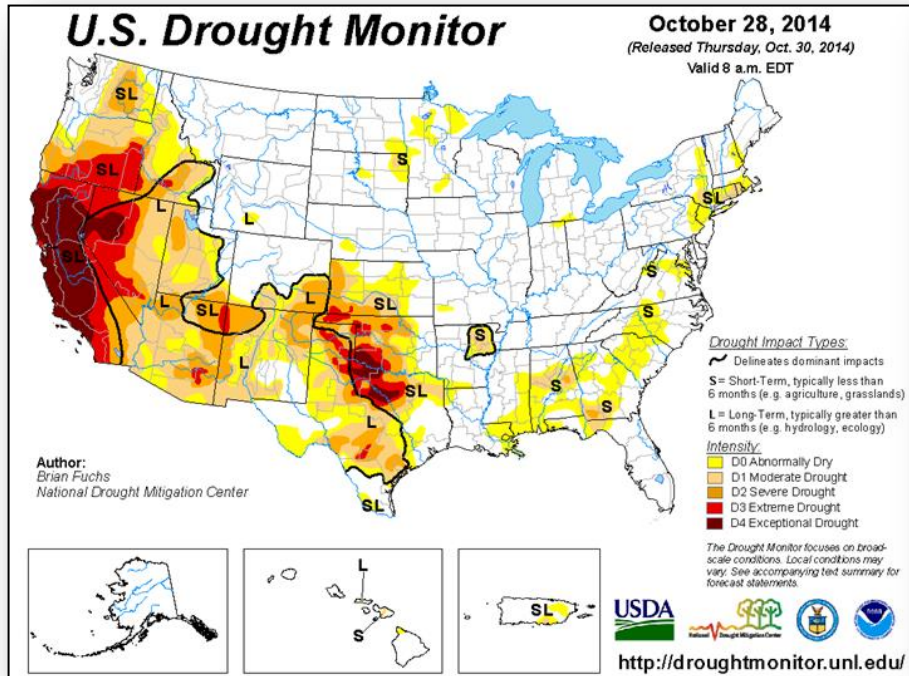 U.S. Drought Monitor
October 28, 2014
(Released Thursday, Oct. 30, 2014)
Valid 8 a.m. EDT
SL
SL
SL
L
L
SL
L
L
L
S
SL
SL
L
SL
S
S
S
S
S
SL
Drought Impact Types:
Delineates dominant impacts
S = Short-Term, typically less than
6 months (e.g. agriculture, grasslands)
L = Long-Term, typically greater than
6 months (e.g. hydrology, ecology)
Intensity:
D0 Abnormally Dry
D1 Moderate Drought
D2 Severe Drought
D3 Extreme Drought
D4 Exceptional Drought
Author:
Brian Fuchs
National Drought Mitigation Center
The Drought Monitor focuses on broad-
scale conditions. Local conditions may
vary. See accompanying text summary for
forecast statements.
L
S
SL
USDA
National Drought Mitigation Center
http://droughtmonitor.unl.edu/